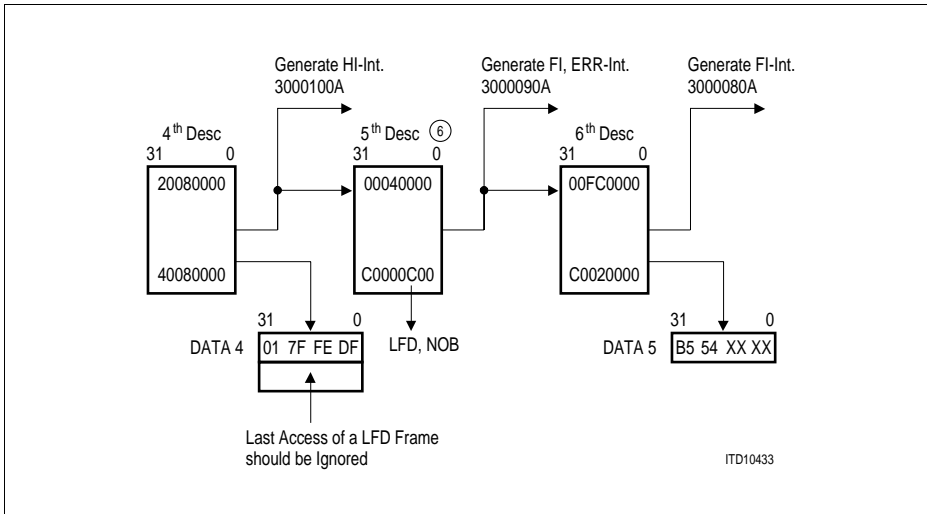 Generate HI-Int.
3000100A
Generate FI, ERR-Int.
3000090A
Generate FI-Int.
3000080A
4th Desc
31 0
5th Desc 6
31 0
6th Desc
31 0
20080000
00040000
00FC0000
40080000
C0000C00
C0020000
31 0
DATA 4 01 7F FE DF
LFD, NOB
31 0
DATA 5 B5 54 XX XX
Last Access of a LFD Frame
should be Ignored
ITD10433